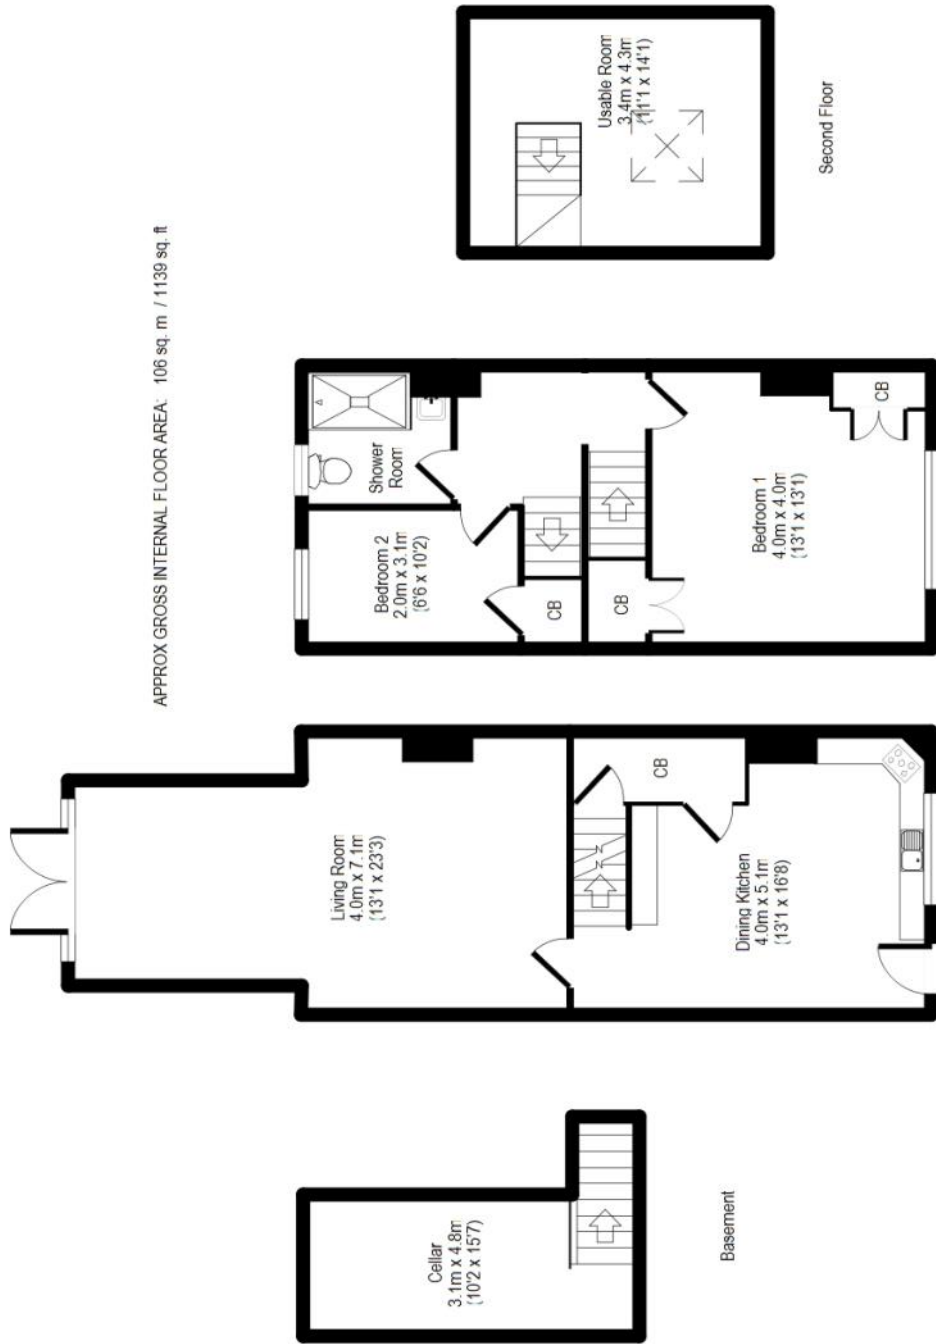 APPROX GROSS INTERNAL FLOOR AREA: 106 sq. m / 1139 sq. ft
Cellar
3.1m x 4.8m
(10'2 x 15'7)
Basement
Living Room
4.0m x 7.1m
(13'1 x 23'3)
CB
Dining Kitchen
4.0m x 5.1m
(13'1 x 16'8)
Shower
Room
Bedroom 2
2.0m x 3.1m
(6'6 x 10'2)
CB
CB
Bedroom 1
4.0m x 4.0m
(13'1 x 13'1)
CB
Usable Room
3.4m x 4.3m
(11'1 x 14'1)
Second Floor